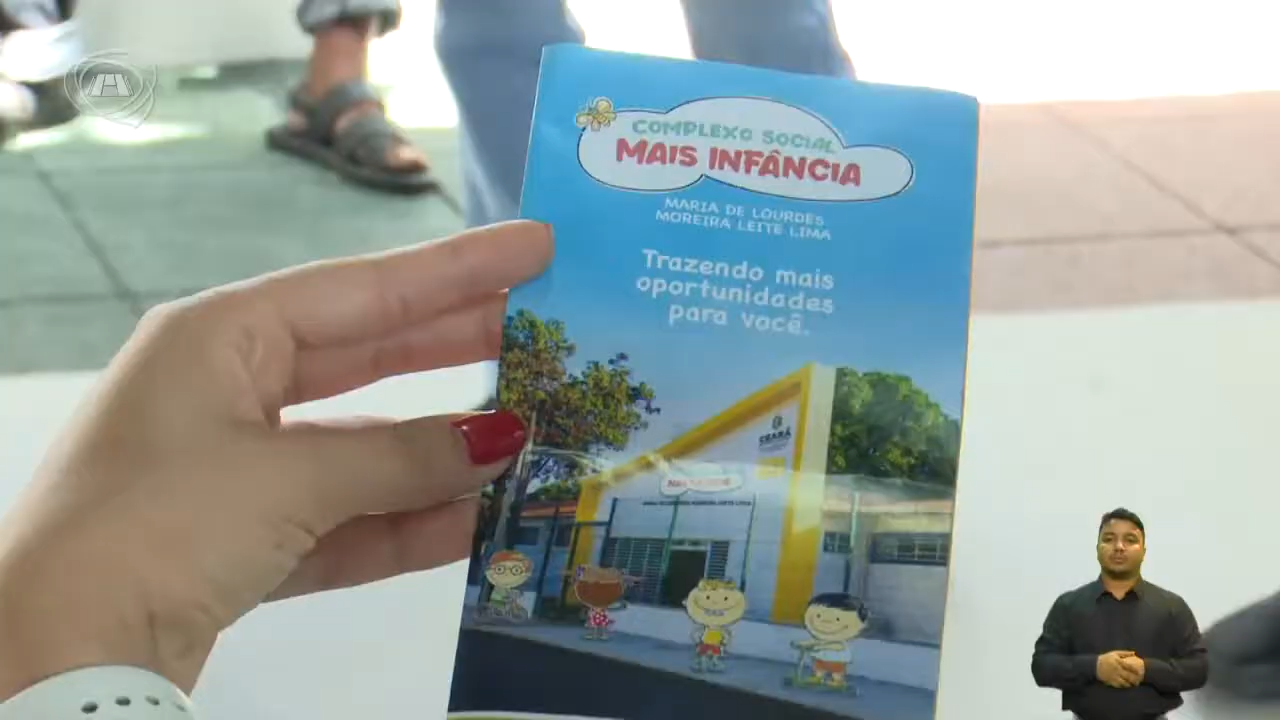 COMPLEXO SOCIAL
MAIS INFÂNCIA
MARIA DE LOURDES
MOREIRA LEITE LIMA
Trazendo mais
oportunidades
para você.
CEARÁ